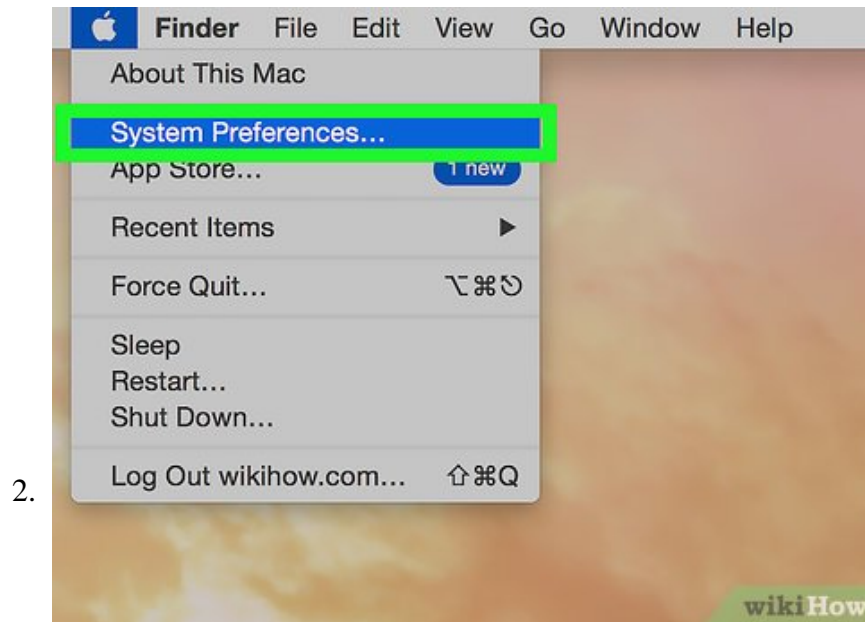 Finder File Edit View Go Window Help
About This Mac
System Preferences...
App Store... 1 new
Recent Items ▶
Force Quit... ⌥⌘⎋
Sleep
Restart...
Shut Down...
Log Out wikihow.com... ⇧⌘Q
2.
wikiHow